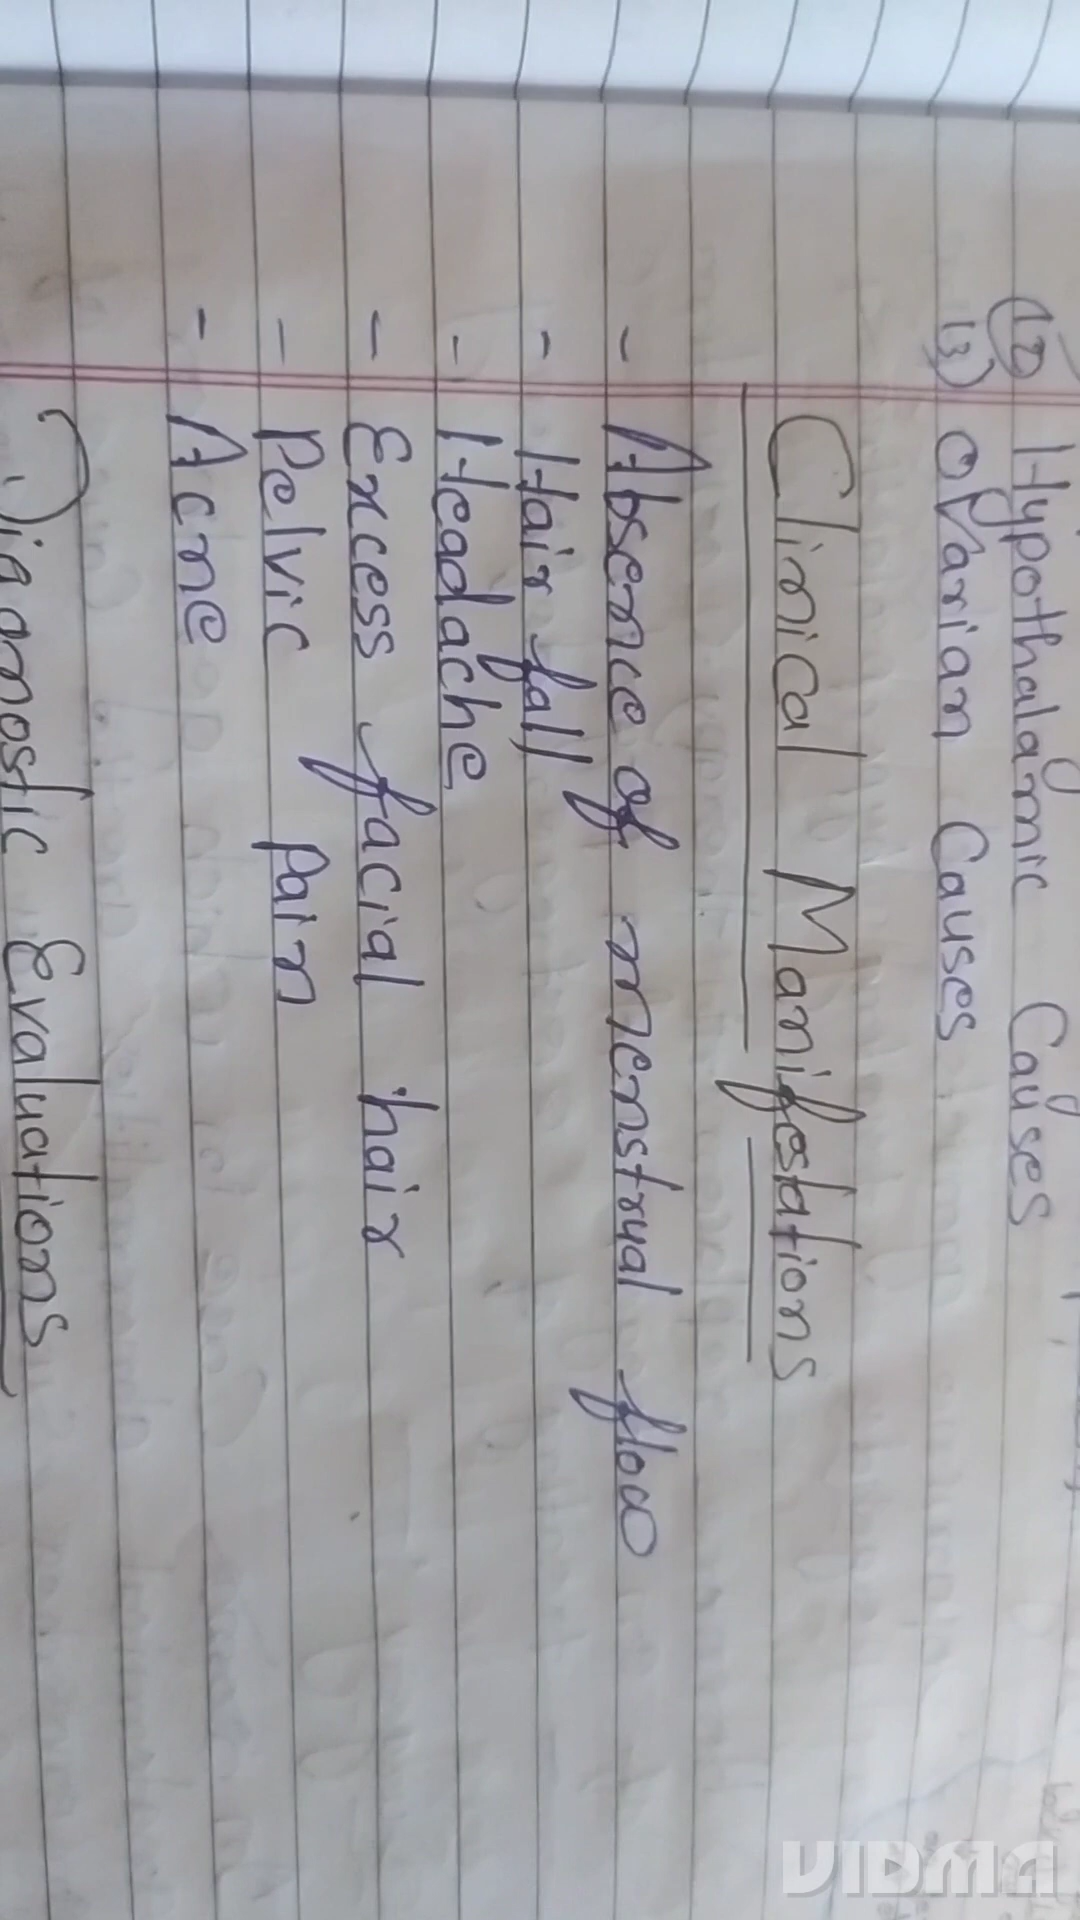 12) Hypothalamic Causes
13) Ovarian Causes
Clinical Manifestations
- Absence of menstrual flow
- Hair fall
- Headache
- Excess facial hair
- Pelvic Pain
- Acne
Diagnostic Evaluations
VIDMA